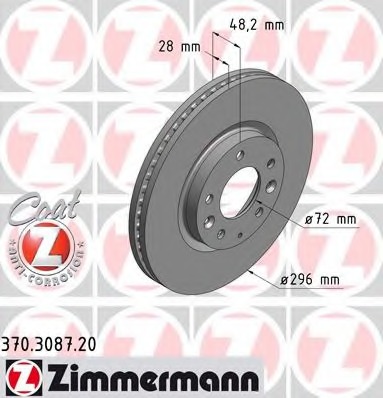 48,2 mm
28 mm
ø72 mm
ø296 mm
Coat
Z
ANTI-CORROSION
370.3087.20
Z Zimmermann